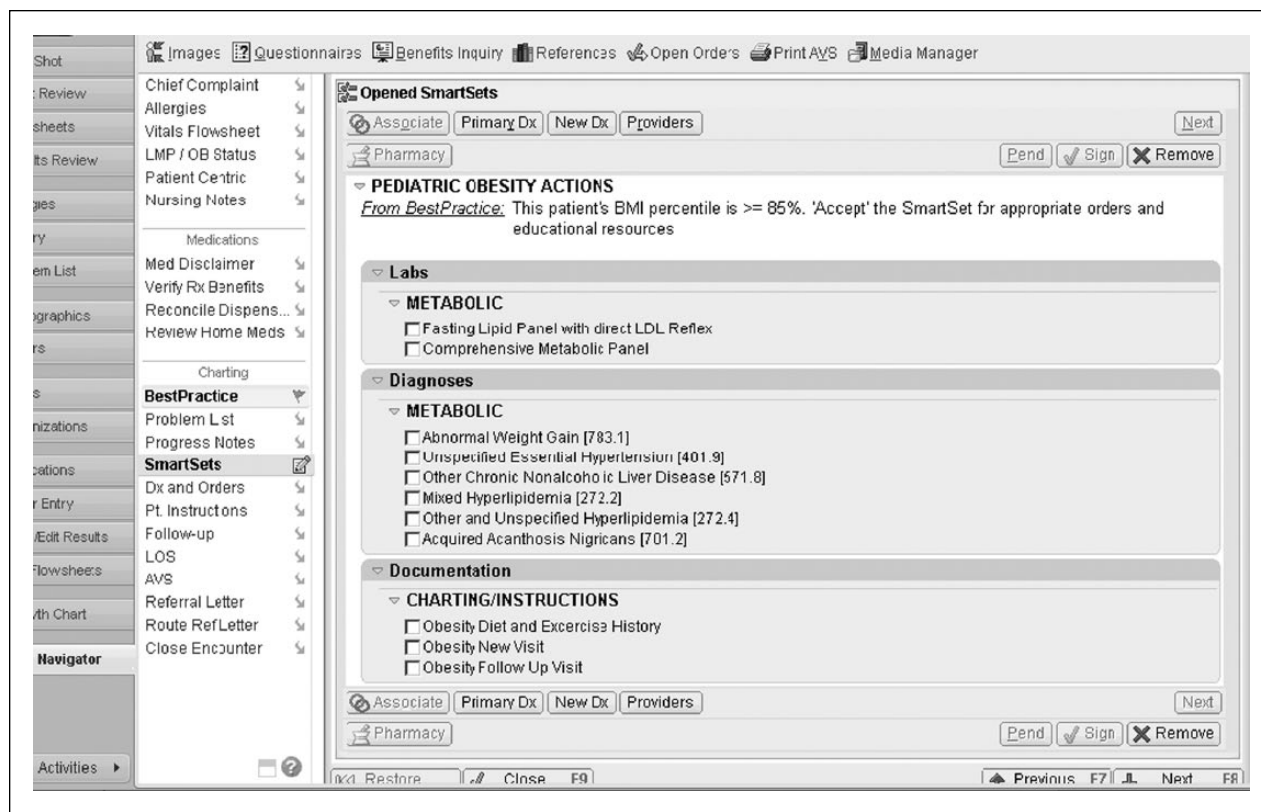 Images Questionnaires Benefits Inquiry References Open Orders Print AVS Media Manager
Shot
Review
sheets
lts Review
gies
ry
em List
ographics
rs
s
nizations
cations
r Entry
/Edit Results
Flowsheets
vth Chart
Navigator
Activities
Chief Complaint
Allergies
Vitals Flowsheet
LMP / OB Status
Patient Centric
Nursing Notes
Medications
Med Disclaimer
Verify Rx Benefits
Reconcile Dispens...
Review Home Meds
Charting
BestPractice
Problem List
Progress Notes
SmartSets
Dx and Orders
Pt. Instructions
Follow-up
LOS
AVS
Referral Letter
Route Ref Letter
Close Encounter
Opened SmartSets
Associate Primary Dx New Dx Providers Next
Pharmacy Pend Sign Remove
PEDIATRIC OBESITY ACTIONS
From BestPractice: This patient's BMI percentile is >= 85%. 'Accept' the SmartSet for appropriate orders and
educational resources
Labs
METABOLIC
Fasting Lipid Panel with direct LDL Reflex
Comprehensive Metabolic Panel
Diagnoses
METABOLIC
Abnormal Weight Gain [783.1]
Unspecified Essential Hypertension [401.9]
Other Chronic Nonalcoholic Liver Disease [571.8]
Mixed Hyperlipidemia [272.2]
Other and Unspecified Hyperlipidemia [272.4]
Acquired Acanthosis Nigricans [701.2]
Documentation
CHARTING/INSTRUCTIONS
Obesity Diet and Excercise History
Obesity New Visit
Obesity Follow Up Visit
Associate Primary Dx New Dx Providers Next
Pharmacy Pend Sign Remove
Restore Close F9 Previous F7 Next F8